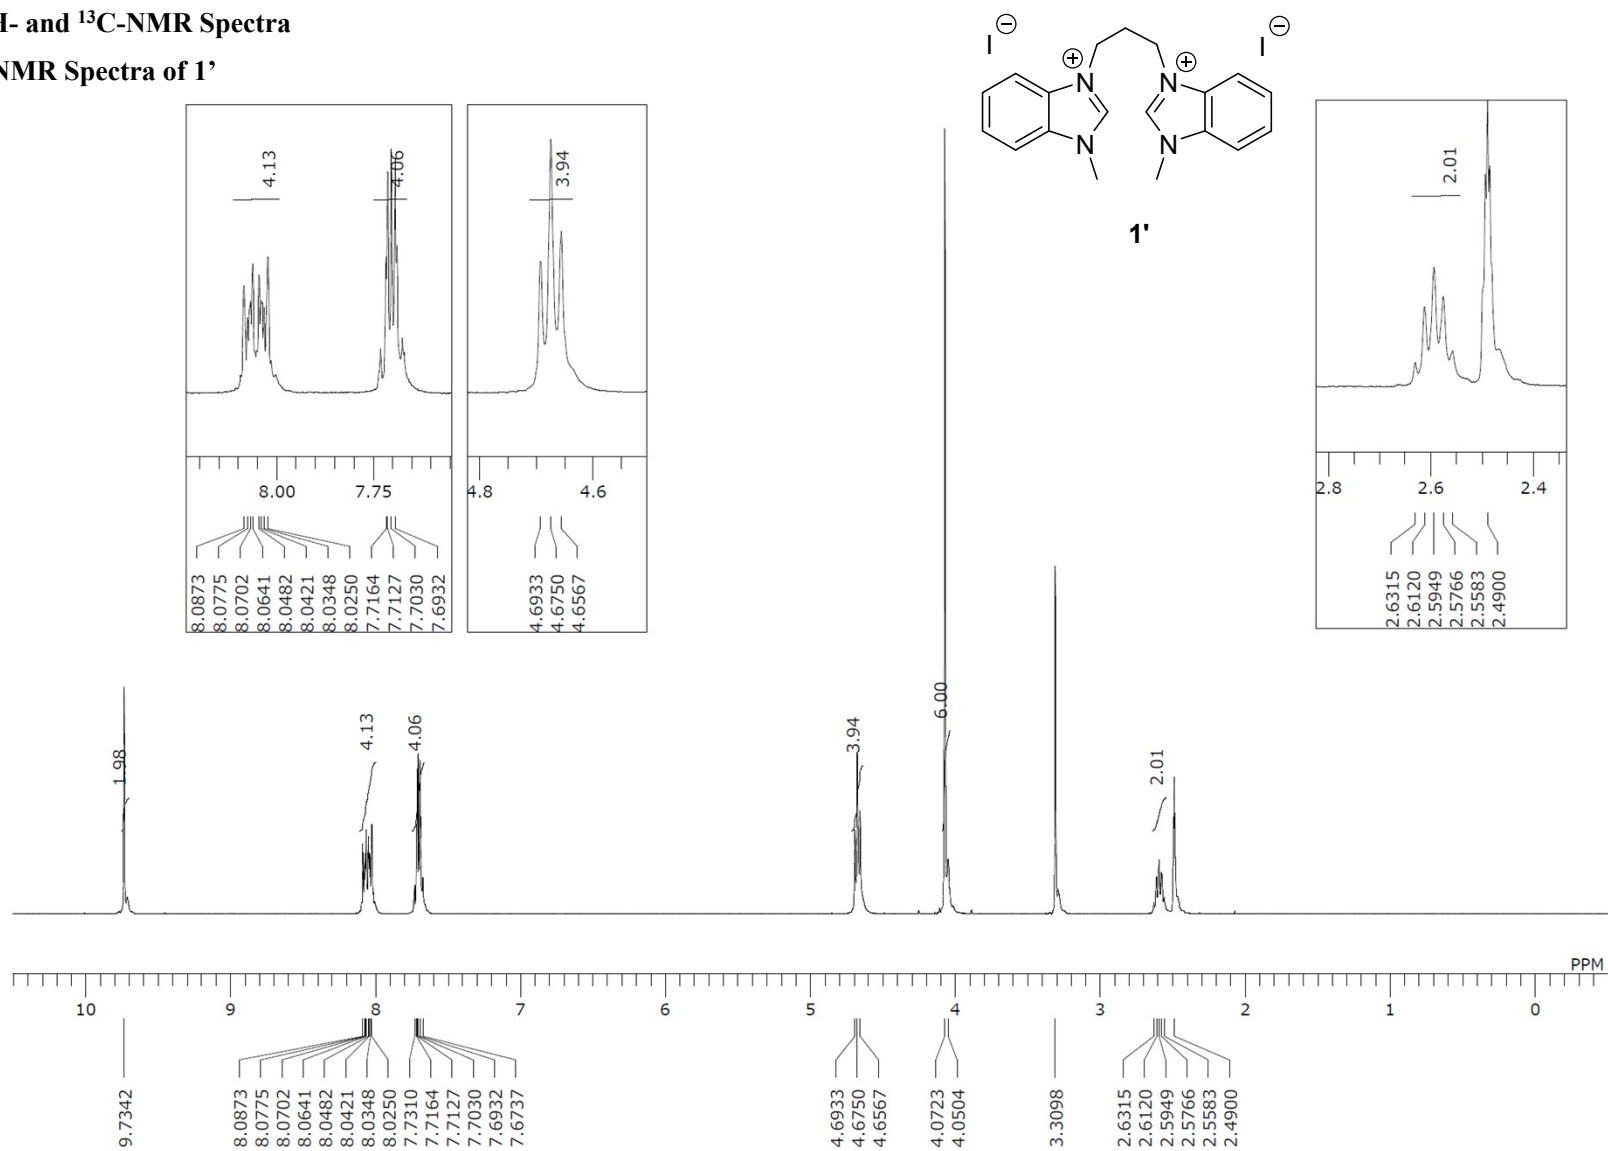 H- and ¹³C-NMR Spectra
NMR Spectra of 1’
I⊖ I⊖
⊕ ⊕
N N
N N
1'
4.13 4.06
8.00 7.75
8.0873 8.0775 8.0702 8.0641 8.0482 8.0421 8.0348 8.0250 7.7164 7.7127 7.7030 7.6932
3.94
4.8 4.6
4.6933 4.6750 4.6567
2.01
2.8 2.6 2.4
2.6315 2.6120 2.5949 2.5766 2.5583 2.4900
1.98 4.13 4.06 3.94 6.00 2.01
PPM
10 9 8 7 6 5 4 3 2 1 0
9.7342 8.0873 8.0775 8.0702 8.0641 8.0482 8.0421 8.0348 8.0250 7.7310 7.7164 7.7127 7.7030 7.6932 7.6737 4.6933 4.6750 4.6567 4.0723 4.0504 3.3098 2.6315 2.6120 2.5949 2.5766 2.5583 2.4900